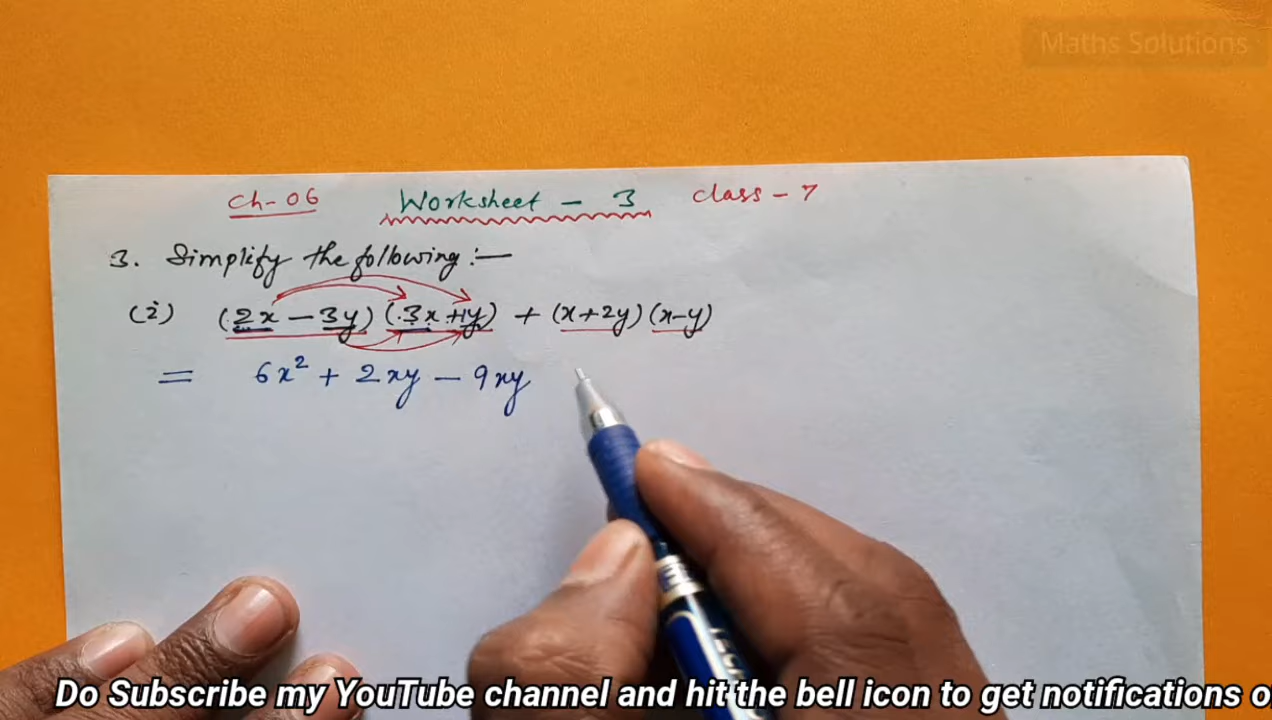 Maths Solutions
Ch-06 Worksheet - 3 Class - 7
3. Simplify the following :-
(i) (2x - 3y) (3x + y) + (x + 2y) (x - y)
= 6x² + 2xy - 9xy
Do Subscribe my YouTube channel and hit the bell icon to get notifications o